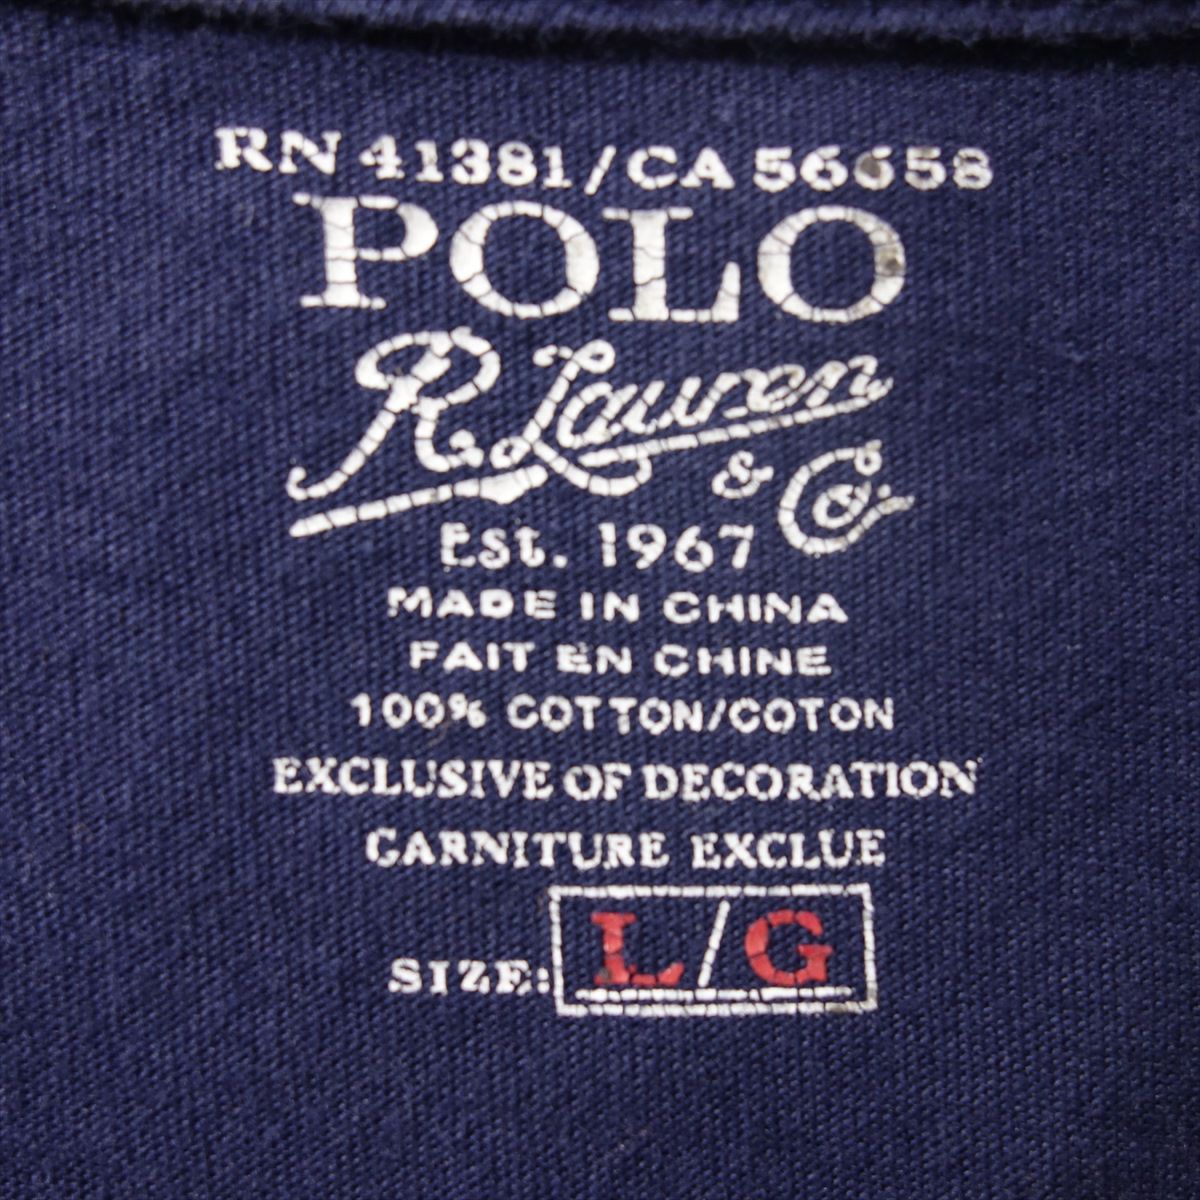 RN 41381/CA 56658
POLO
R. Lauren
& Co.
Est. 1967
MADE IN CHINA
FAIT EN CHINE
100% COTTON/COTON
EXCLUSIVE OF DECORATION
GARNITURE EXCLUE
SIZE: L/G